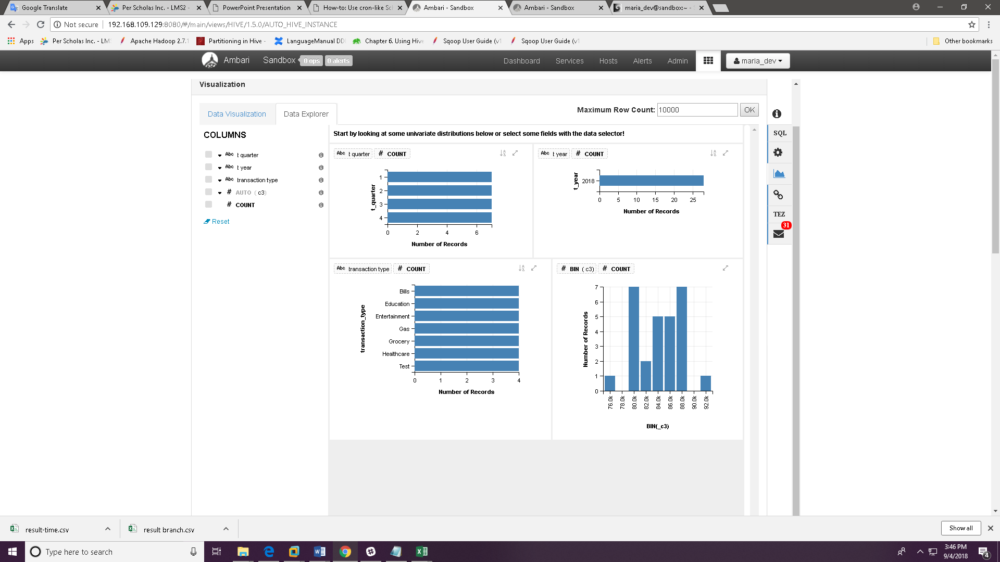 Google Translate
Per Scholas Inc. - LMS2 -
PowerPoint Presentation
How-to: Use cron-like Sc
Ambari - Sandbox
Ambari - Sandbox
maria_dev@sandbox:~ -
Not secure
192.168.109.129:8080/#/main/views/HIVE/1.5.0/AUTO_HIVE_INSTANCE
Apps
Per Scholas Inc. - LM
Apache Hadoop 2.7.1
Partitioning in Hive -
LanguageManual DD
Chapter 6. Using Hive
Sqoop User Guide (v1
Sqoop User Guide (v1
Other bookmarks
Ambari
Sandbox
0 ops
0 alerts
Dashboard
Services
Hosts
Alerts
Admin
maria_dev
Visualization
Data Visualization
Data Explorer
Maximum Row Count:
10000
OK
COLUMNS
Abc t quarter
Abc t year
Abc transaction type
# AUTO ( c3)
# COUNT
Reset
Start by looking at some univariate distributions below or select some fields with the data selector!
Abc t quarter
# COUNT
t_quarter
1
2
3
4
0 2 4 6
Number of Records
Abc t year
# COUNT
t_year
2018
0 5 10 15 20 25
Number of Records
Abc transaction type
# COUNT
transaction_type
Bills
Education
Entertainment
Gas
Grocery
Healthcare
Test
0 1 2 3 4
Number of Records
# BIN ( c3)
# COUNT
Number of Records
7
6
5
4
3
2
1
0
76.0k 78.0k 80.0k 82.0k 84.0k 86.0k 88.0k 90.0k 92.0k
BIN(_c3)
SQL
TEZ
31
result-time.csv
result branch.csv
Show all
Type here to search
3:46 PM
9/4/2018
4